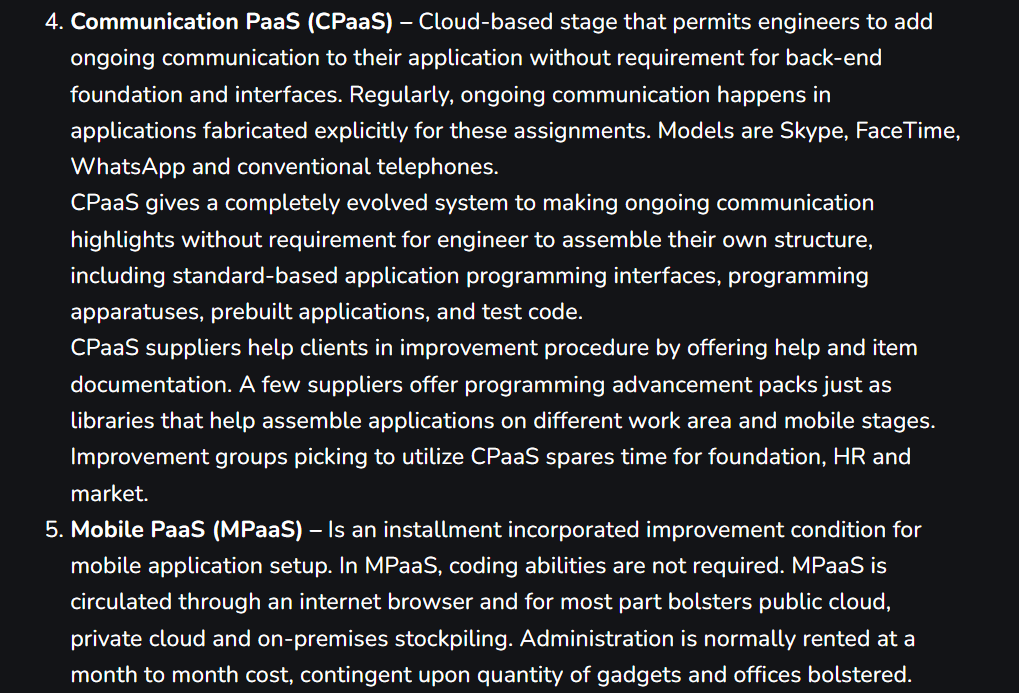 4. Communication PaaS (CPaaS) – Cloud-based stage that permits engineers to add
ongoing communication to their application without requirement for back-end
foundation and interfaces. Regularly, ongoing communication happens in
applications fabricated explicitly for these assignments. Models are Skype, FaceTime,
WhatsApp and conventional telephones.
CPaaS gives a completely evolved system to making ongoing communication
highlights without requirement for engineer to assemble their own structure,
including standard-based application programming interfaces, programming
apparatuses, prebuilt applications, and test code.
CPaaS suppliers help clients in improvement procedure by offering help and item
documentation. A few suppliers offer programming advancement packs just as
libraries that help assemble applications on different work area and mobile stages.
Improvement groups picking to utilize CPaaS spares time for foundation, HR and
market.
5. Mobile PaaS (MPaaS) – Is an installment incorporated improvement condition for
mobile application setup. In MPaaS, coding abilities are not required. MPaaS is
circulated through an internet browser and for most part bolsters public cloud,
private cloud and on-premises stockpiling. Administration is normally rented at a
month to month cost, contingent upon quantity of gadgets and offices bolstered.